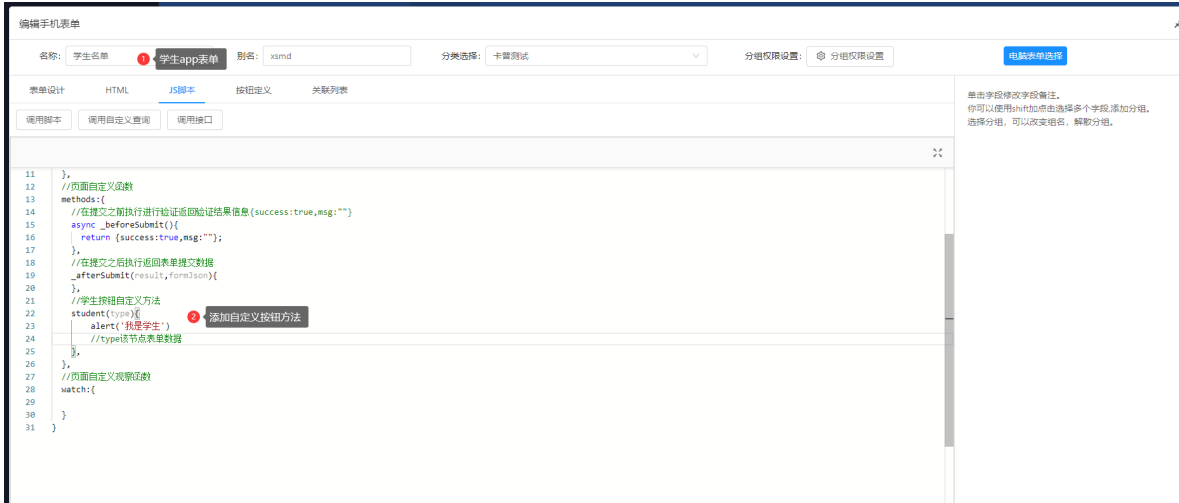 编辑手机表单
名称: 学生名单 1 学生app表单 别名: xsmd 分类选择: 卡普测试 分组权限设置: 分组权限设置 电脑表单选择
表单设计 HTML JS脚本 按钮定义 关联列表
调用脚本 调用自定义查询 调用接口
单击字段修改字段备注。
你可以使用shift加点击选择多个字段,添加分组。
选择分组，可以改变组名，解散分组。
11 },
12 //页面自定义函数
13 methods:{
14 //在提交之前执行进行验证返回验证结果信息{success:true,msg:""}
15 async _beforeSubmit(){
16 return {success:true,msg:""};
17 },
18 //在提交之后执行返回表单提交数据
19 _afterSubmit(result,formJson){
20 },
21 //学生按钮自定义方法
22 student(type){ 2 添加自定义按钮方法
23 alert('我是学生')
24 //type该节点表单数据
25 },
26 },
27 //页面自定义观察函数
28 watch:{
29
30 }
31 }